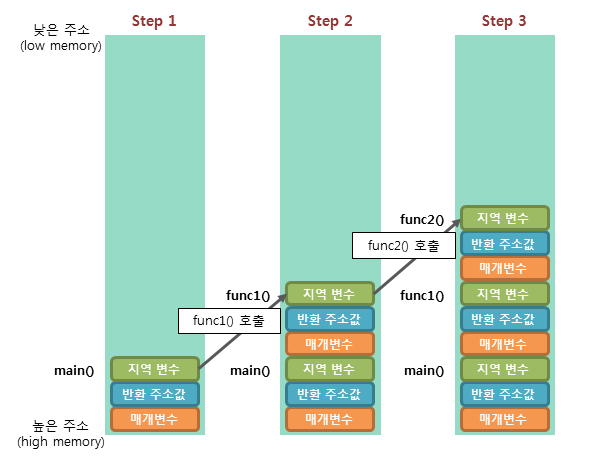 Step 1
Step 2
Step 3
낮은 주소
(low memory)
func2()
지역 변수
func2() 호출
반환 주소값
매개변수
func1()
지역 변수
func1()
지역 변수
func1() 호출
반환 주소값
반환 주소값
매개변수
매개변수
main()
지역 변수
main()
지역 변수
main()
지역 변수
반환 주소값
반환 주소값
반환 주소값
매개변수
매개변수
매개변수
높은 주소
(high memory)